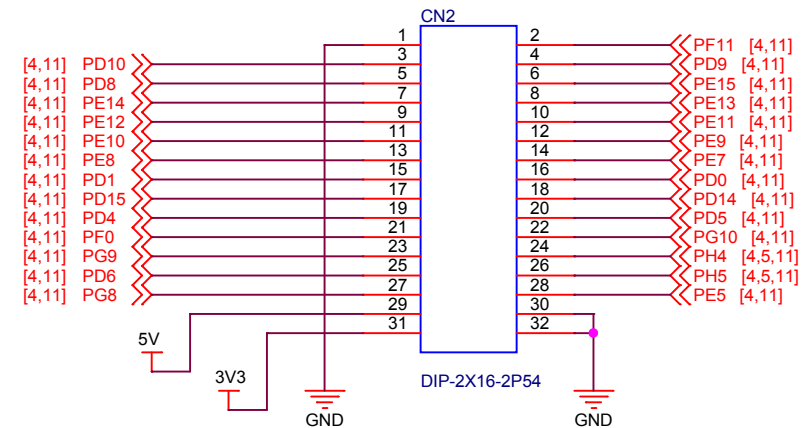 CN2
1 2 PF11 [4,11]
[4,11] PD10 3 4 PD9 [4,11]
[4,11] PD8 5 6 PE15 [4,11]
[4,11] PE14 7 8 PE13 [4,11]
[4,11] PE12 9 10 PE11 [4,11]
[4,11] PE10 11 12 PE9 [4,11]
[4,11] PE8 13 14 PE7 [4,11]
[4,11] PD1 15 16 PD0 [4,11]
[4,11] PD15 17 18 PD14 [4,11]
[4,11] PD4 19 20 PD5 [4,11]
[4,11] PF0 21 22 PG10 [4,11]
[4,11] PG9 23 24 PH4 [4,5,11]
[4,11] PD6 25 26 PH5 [4,5,11]
[4,11] PG8 27 28 PE5 [4,11]
29 30
31 32
5V
3V3
DIP-2X16-2P54
GND GND